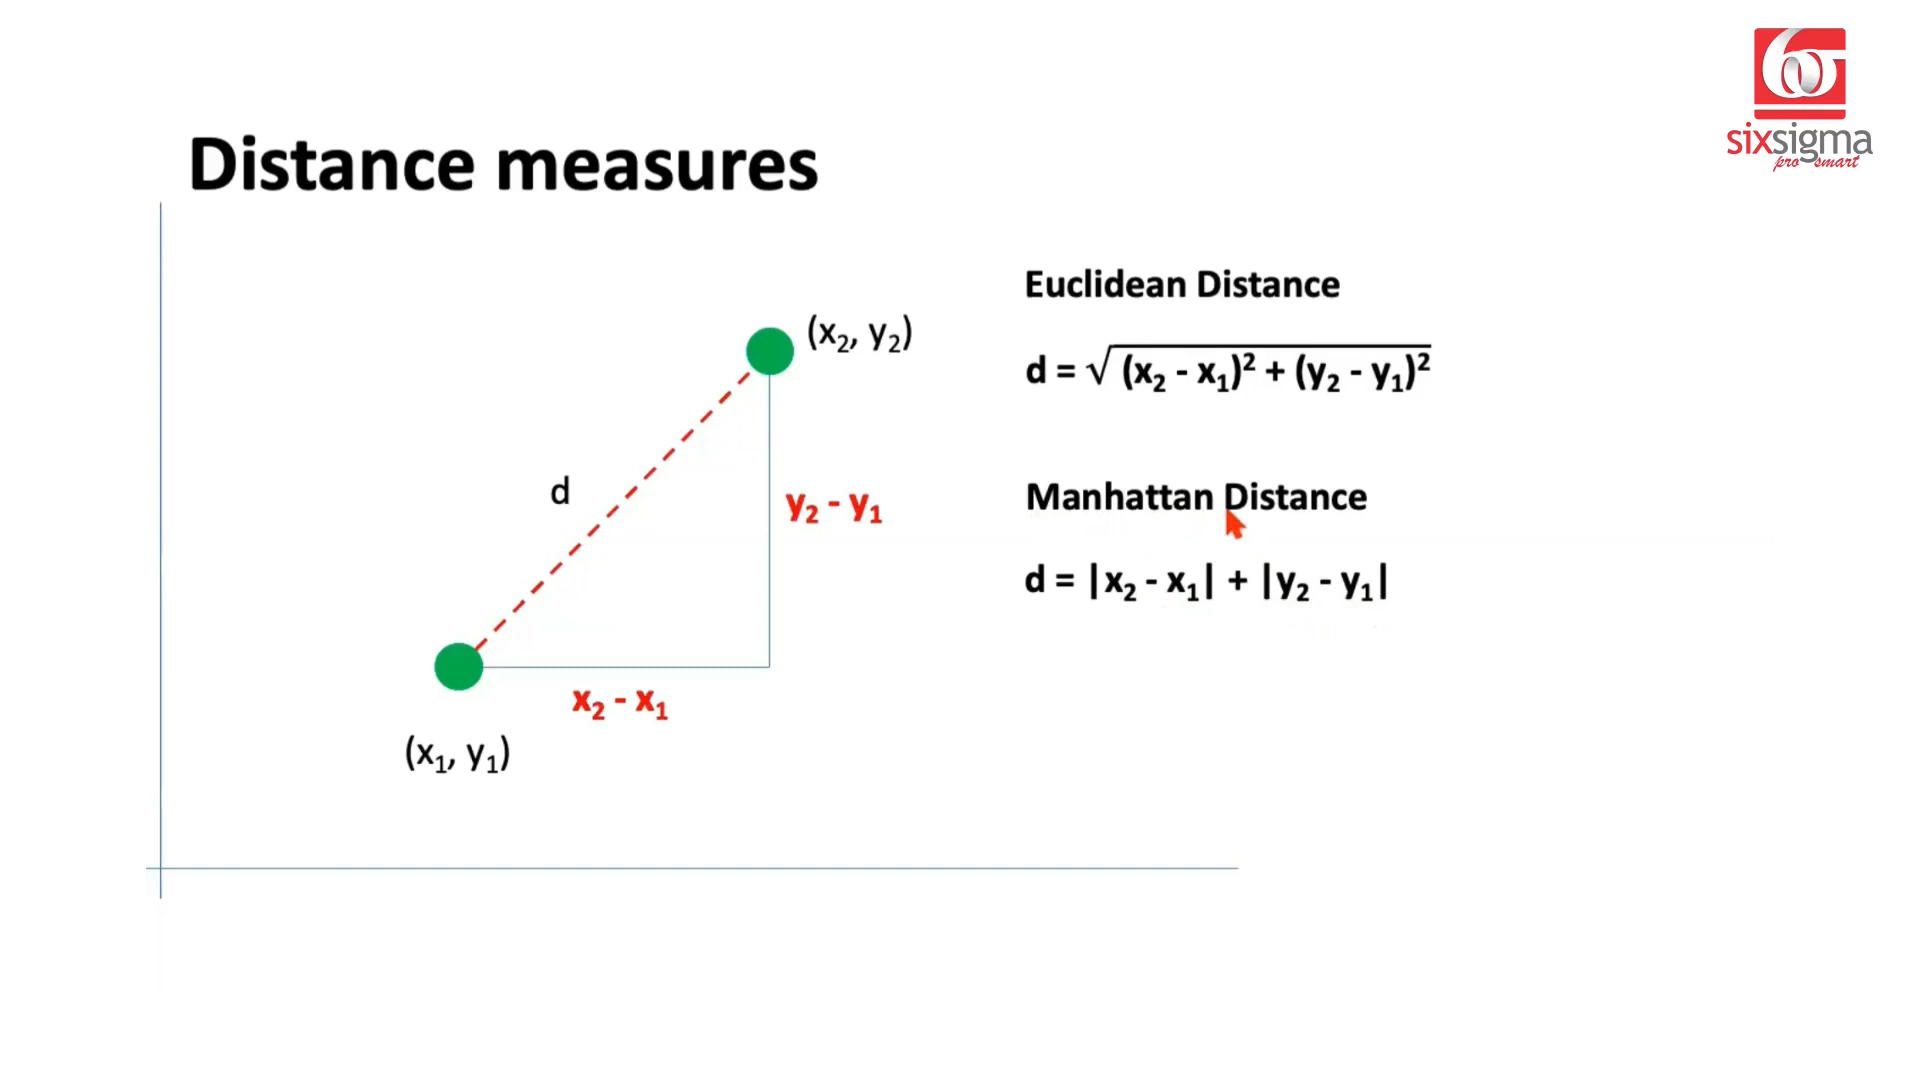 sixsigma
pro smart
Distance measures
Euclidean Distance
d = √ (x₂ - x₁)² + (y₂ - y₁)²
Manhattan Distance
d = |x₂ - x₁| + |y₂ - y₁|
(x₂, y₂)
d
y₂ - y₁
x₂ - x₁
(x₁, y₁)